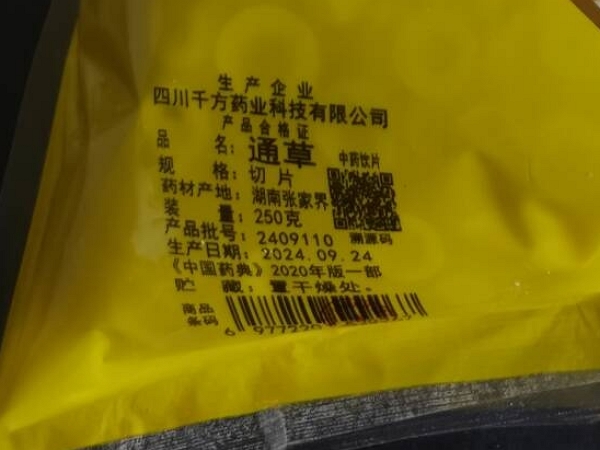 生产企业
四川千方药业科技有限公司
产品合格证
品 名：通草 中药饮片
规 格：切片
药材产地：湖南张家界
装 量：250克
产品批号：2409110 溯源码
生产日期：2024.09.24
《中国药典》2020年版一部
贮 藏：置干燥处。
商品
条码
6 977220